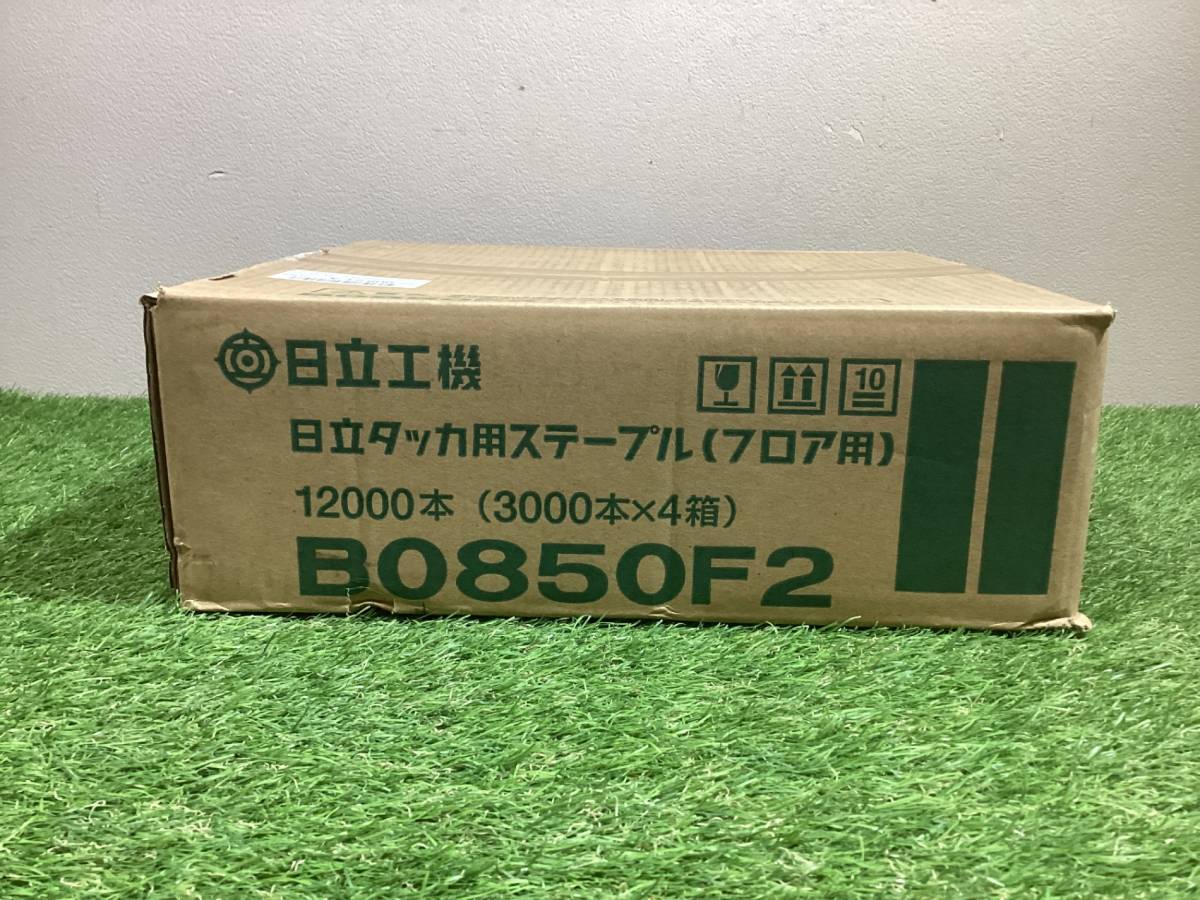 日立工機
10
日立タッカ用ステープル(フロア用)
12000本(3000本×4箱)
B0850F2